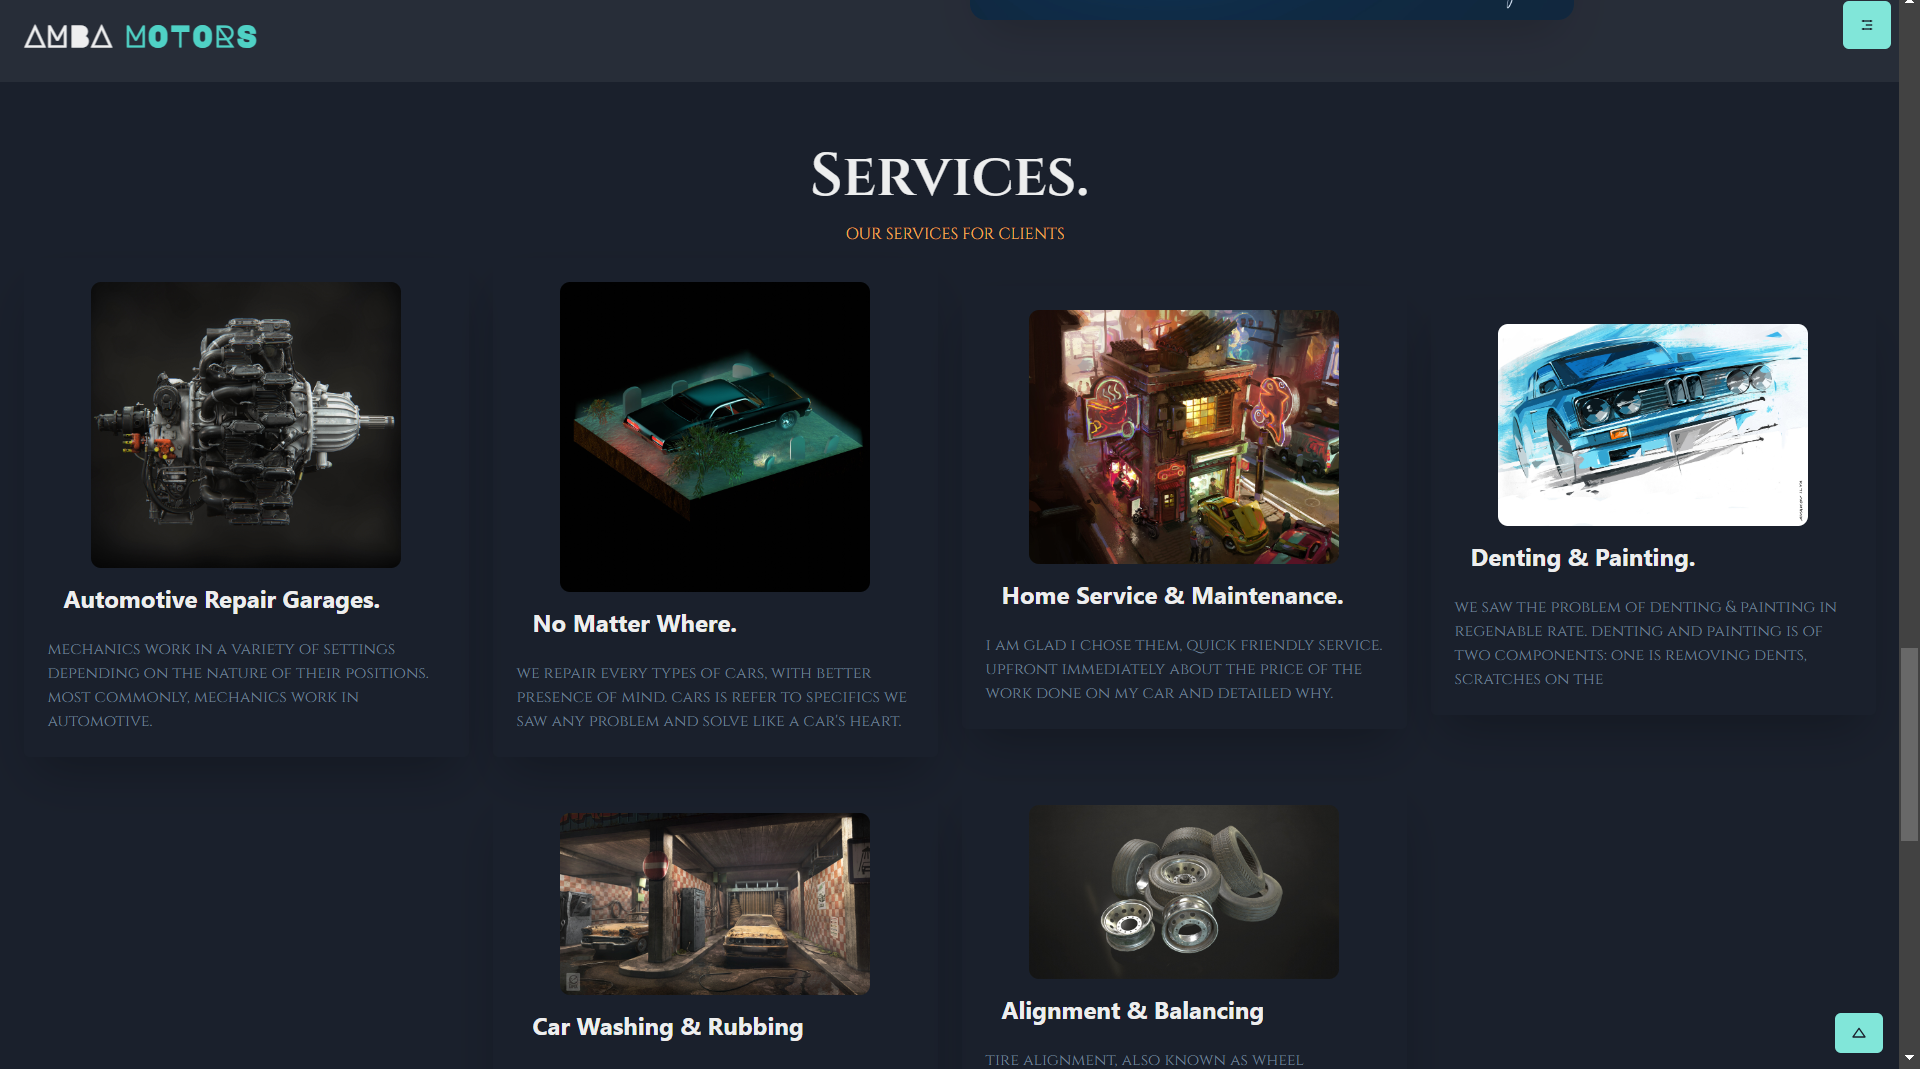 AMBA MOTORS
SERVICES.
OUR SERVICES FOR CLIENTS
Automotive Repair Garages.
MECHANICS WORK IN A VARIETY OF SETTINGS
DEPENDING ON THE NATURE OF THEIR POSITIONS.
MOST COMMONLY, MECHANICS WORK IN
AUTOMOTIVE.
No Matter Where.
WE REPAIR EVERY TYPES OF CARS, WITH BETTER
PRESENCE OF MIND. CARS IS REFER TO SPECIFICS WE
SAW ANY PROBLEM AND SOLVE LIKE A CAR'S HEART.
Home Service & Maintenance.
I AM GLAD I CHOSE THEM, QUICK FRIENDLY SERVICE.
UPFRONT IMMEDIATELY ABOUT THE PRICE OF THE
WORK DONE ON MY CAR AND DETAILED WHY.
Denting & Painting.
WE SAW THE PROBLEM OF DENTING & PAINTING IN
REGENABLE RATE. DENTING AND PAINTING IS OF
TWO COMPONENTS: ONE IS REMOVING DENTS,
SCRATCHES ON THE
Car Washing & Rubbing
Alignment & Balancing
TIRE ALIGNMENT, ALSO KNOWN AS WHEEL